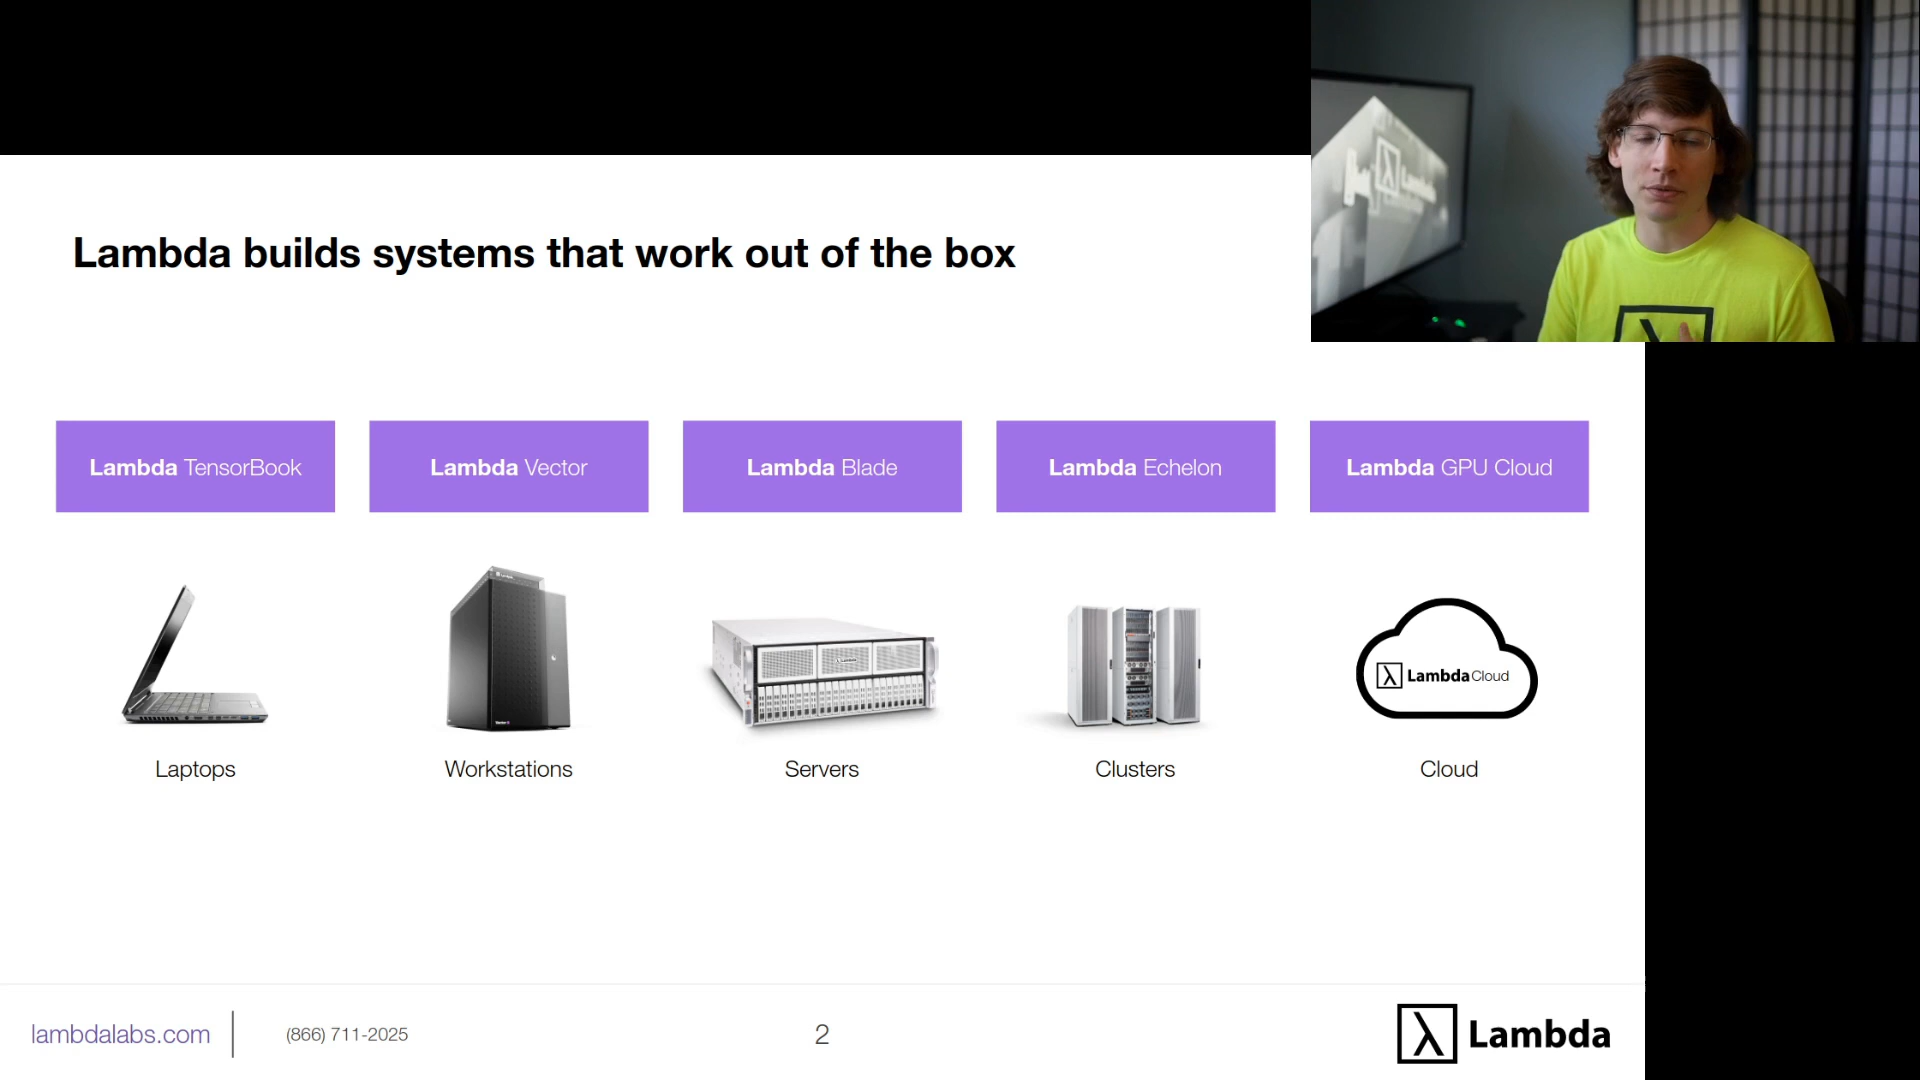 Lambda
Lambda builds systems that work out of the box
Lambda TensorBook
Lambda Vector
Lambda Blade
Lambda Echelon
Lambda GPU Cloud
LambdaCloud
Laptops
Workstations
Servers
Clusters
Cloud
lambdalabs.com
(866) 711-2025
2
Lambda